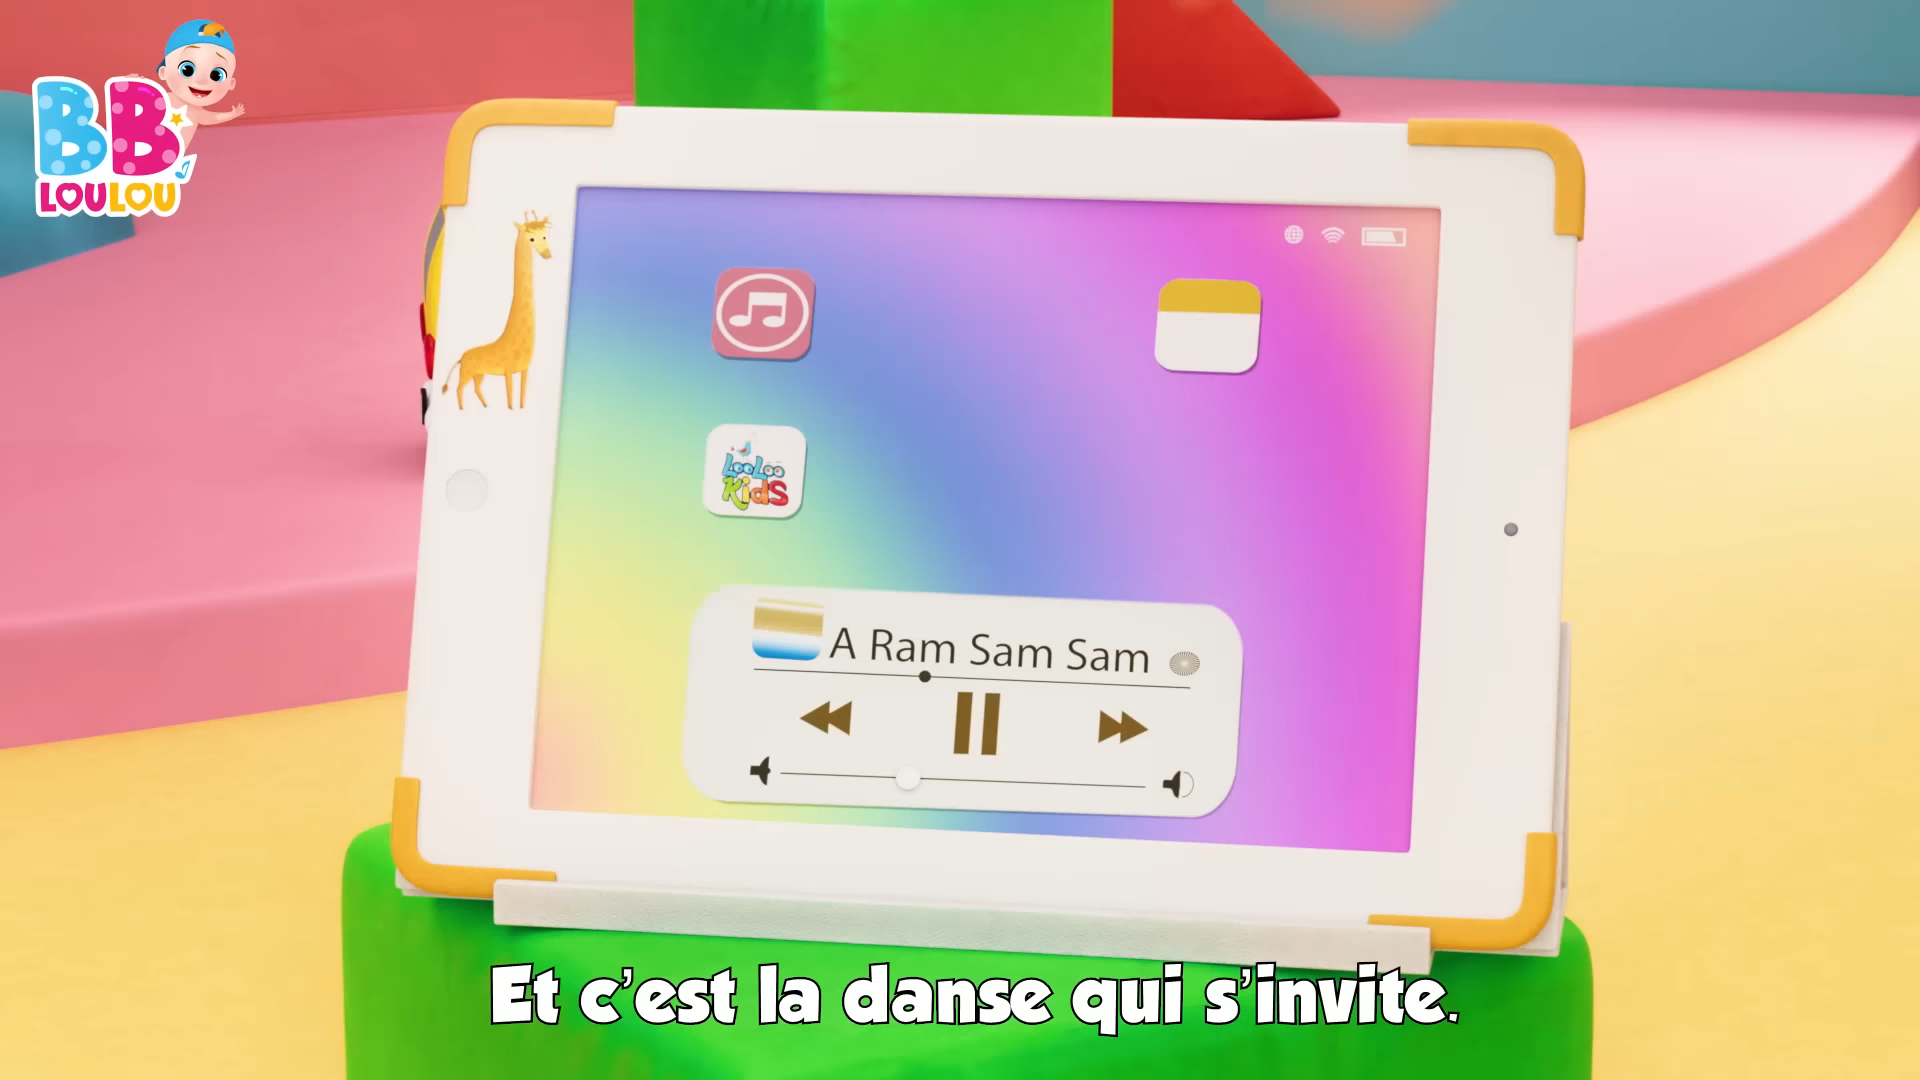 BB
LOULOU
LooLoo
Kids
A Ram Sam Sam
Et c'est la danse qui s'invite.